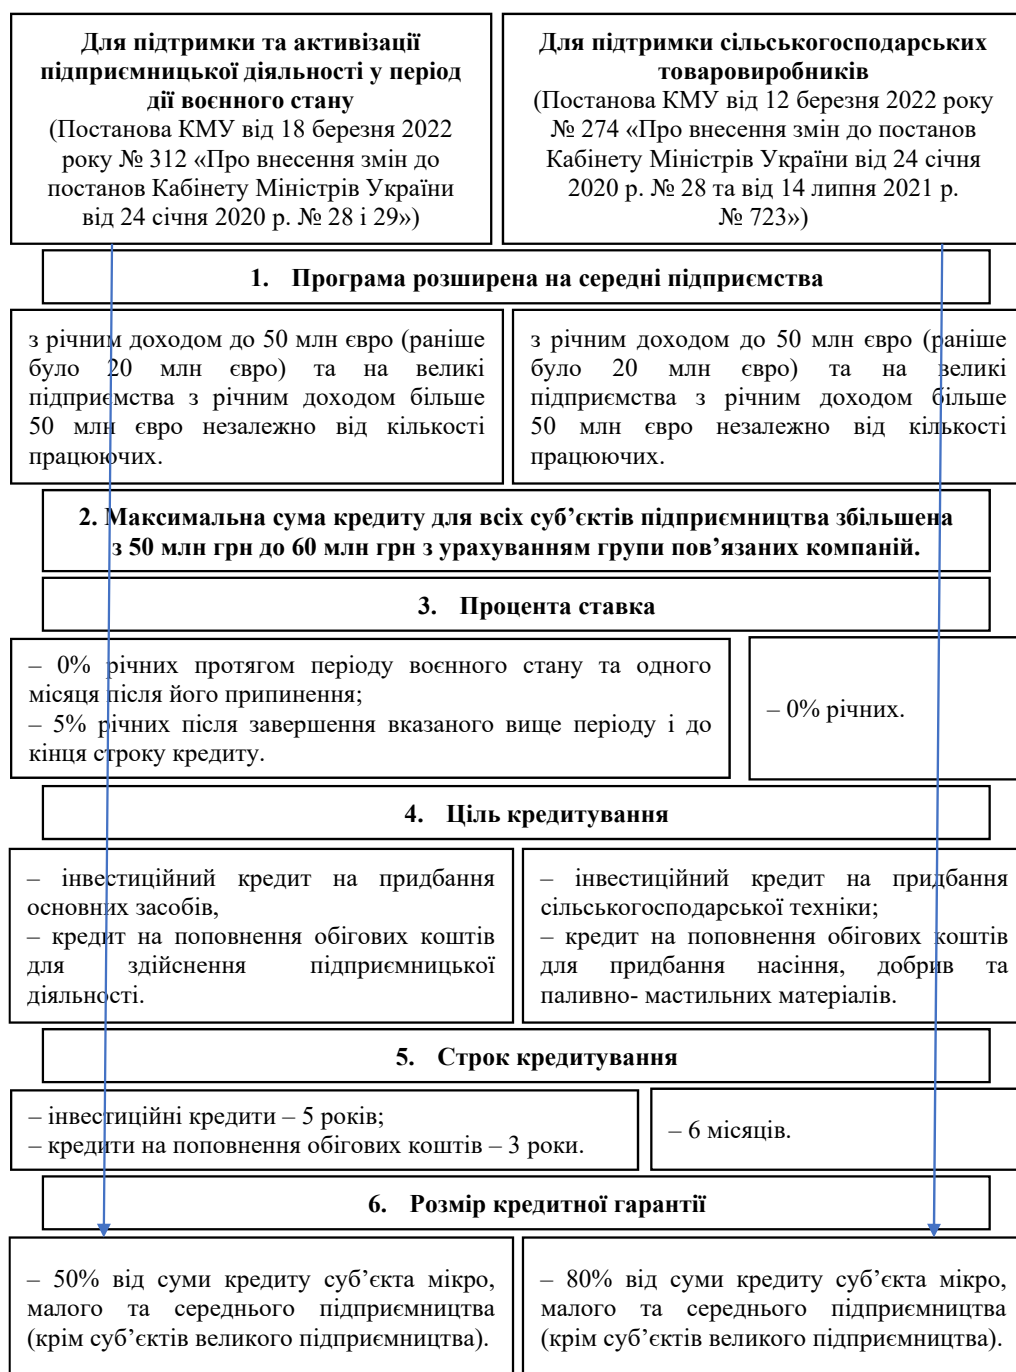 Для підтримки та активізації
підприємницької діяльності у період
дії воєнного стану
(Постанова КМУ від 18 березня 2022
року № 312 «Про внесення змін до
постанов Кабінету Міністрів України
від 24 січня 2020 р. № 28 і 29»)
Для підтримки сільськогосподарських
товаровиробників
(Постанова КМУ від 12 березня 2022 року
№ 274 «Про внесення змін до постанов
Кабінету Міністрів України від 24 січня
2020 р. № 28 та від 14 липня 2021 р.
№ 723»)
1. Програма розширена на середні підприємства
з річним доходом до 50 млн євро (раніше
було 20 млн євро) та на великі
підприємства з річним доходом більше
50 млн євро незалежно від кількості
працюючих.
з річним доходом до 50 млн євро (раніше
було 20 млн євро) та на великі
підприємства з річним доходом більше
50 млн євро незалежно від кількості
працюючих.
2. Максимальна сума кредиту для всіх суб’єктів підприємництва збільшена
з 50 млн грн до 60 млн грн з урахуванням групи пов’язаних компаній.
3. Процента ставка
– 0% річних протягом періоду воєнного стану та одного
місяця після його припинення;
– 5% річних після завершення вказаного вище періоду і до
кінця строку кредиту.
– 0% річних.
4. Ціль кредитування
– інвестиційний кредит на придбання
основних засобів,
– кредит на поповнення обігових коштів
для здійснення підприємницької
діяльності.
– інвестиційний кредит на придбання
сільськогосподарської техніки;
– кредит на поповнення обігових коштів
для придбання насіння, добрив та
паливно- мастильних матеріалів.
5. Строк кредитування
– інвестиційні кредити – 5 років;
– кредити на поповнення обігових коштів – 3 роки.
– 6 місяців.
6. Розмір кредитної гарантії
– 50% від суми кредиту суб’єкта мікро,
малого та середнього підприємництва
(крім суб’єктів великого підприємництва).
– 80% від суми кредиту суб’єкта мікро,
малого та середнього підприємництва
(крім суб’єктів великого підприємництва).